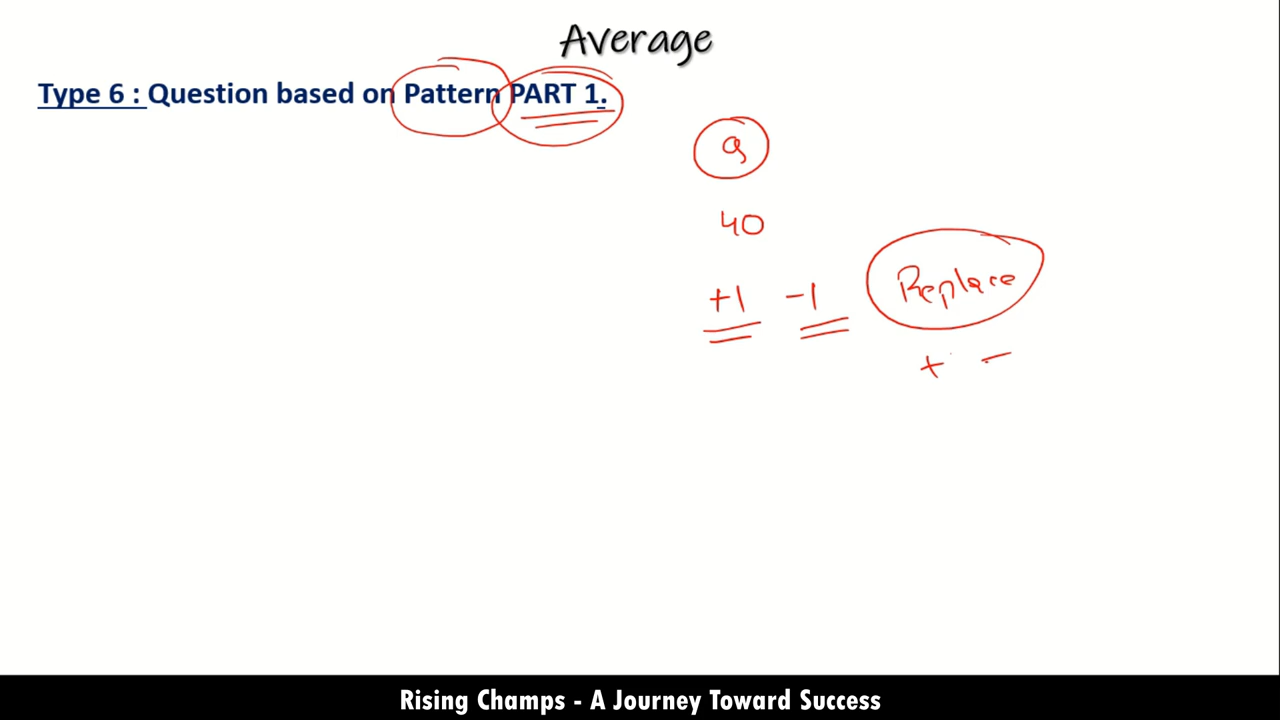 Average
Type 6 : Question based on Pattern PART 1.
9
40
+1 -1 Replace
+ -
Rising Champs - A Journey Toward Success